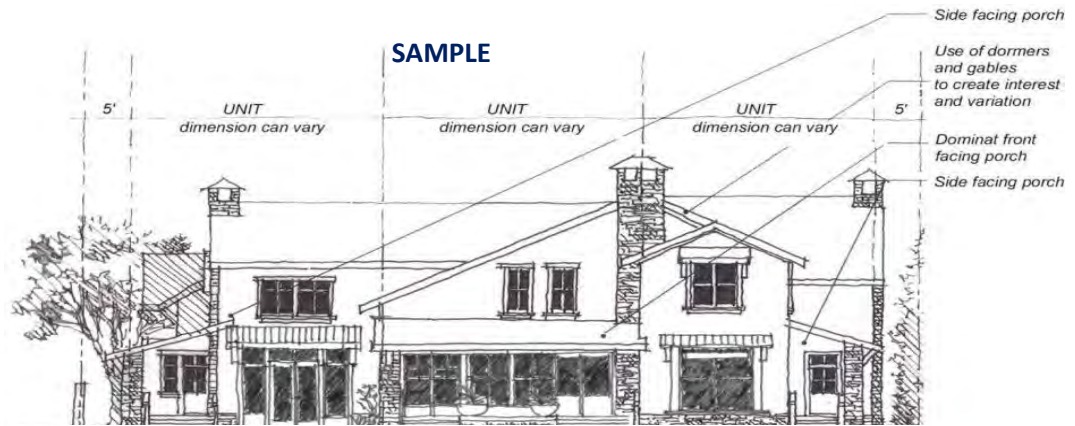 Side facing porch
SAMPLE
Use of dormers
and gables
to create interest
and variation
5'
UNIT
dimension can vary
UNIT
dimension can vary
UNIT
dimension can vary
5'
Dominat front
facing porch
Side facing porch